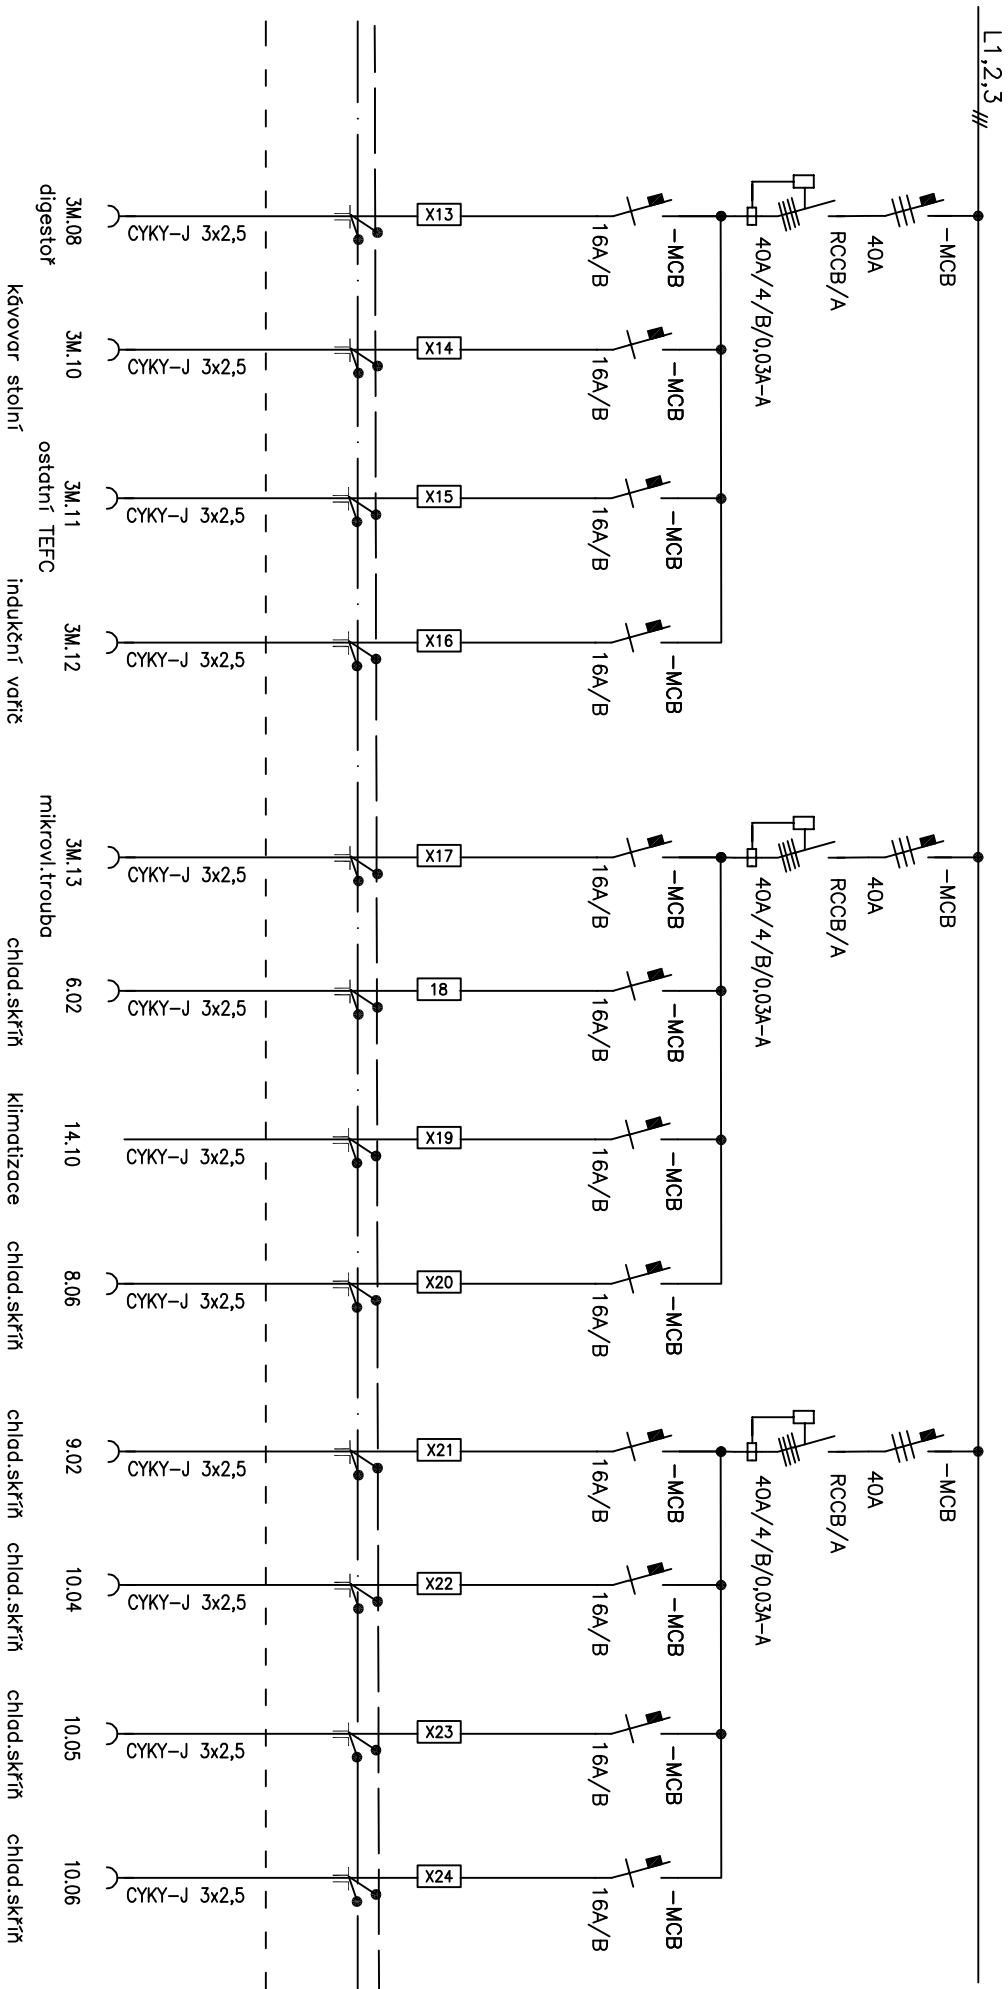 L1,2,3
-MCB
40A
RCCB/A
40A/4/B/0,03A-A
-MCB
40A
RCCB/A
40A/4/B/0,03A-A
-MCB
40A
RCCB/A
40A/4/B/0,03A-A
-MCB
16A/B
X13
CYKY-J 3x2,5
3M.08
digestoř
-MCB
16A/B
X14
CYKY-J 3x2,5
3M.10
kávovar stolní
-MCB
16A/B
X15
CYKY-J 3x2,5
3M.11
ostatní TEFC
-MCB
16A/B
X16
CYKY-J 3x2,5
3M.12
indukční vařič
-MCB
16A/B
X17
CYKY-J 3x2,5
3M.13
mikrovl.trouba
-MCB
16A/B
18
CYKY-J 3x2,5
6.02
chlad.skříň
-MCB
16A/B
X19
CYKY-J 3x2,5
14.10
klimatizace
-MCB
16A/B
X20
CYKY-J 3x2,5
8.06
chlad.skříň
-MCB
16A/B
X21
CYKY-J 3x2,5
9.02
chlad.skříň
-MCB
16A/B
X22
CYKY-J 3x2,5
10.04
chlad.skříň
-MCB
16A/B
X23
CYKY-J 3x2,5
10.05
chlad.skříň
-MCB
16A/B
X24
CYKY-J 3x2,5
10.06
chlad.skříň